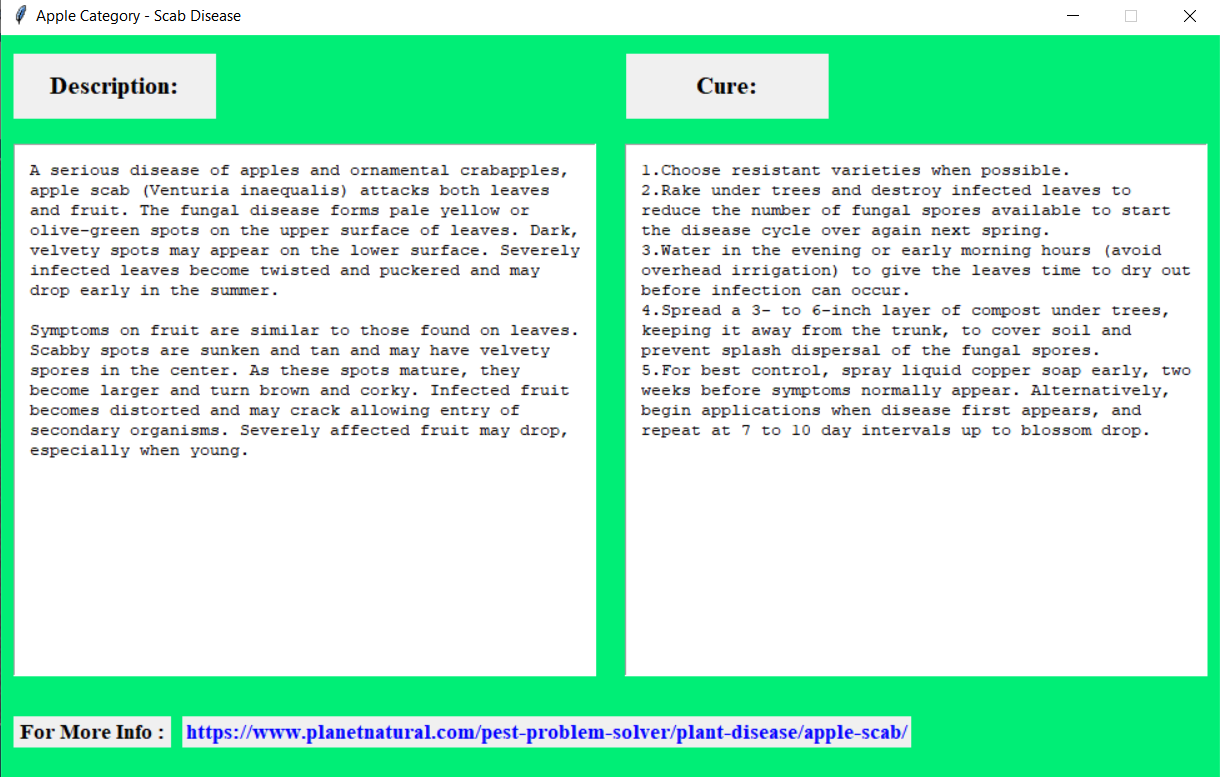 Apple Category - Scab Disease
Description:
A serious disease of apples and ornamental crabapples,
apple scab (Venturia inaequalis) attacks both leaves
and fruit. The fungal disease forms pale yellow or
olive-green spots on the upper surface of leaves. Dark,
velvety spots may appear on the lower surface. Severely
infected leaves become twisted and puckered and may
drop early in the summer.
Symptoms on fruit are similar to those found on leaves.
Scabby spots are sunken and tan and may have velvety
spores in the center. As these spots mature, they
become larger and turn brown and corky. Infected fruit
becomes distorted and may crack allowing entry of
secondary organisms. Severely affected fruit may drop,
especially when young.
Cure:
1.Choose resistant varieties when possible.
2.Rake under trees and destroy infected leaves to
reduce the number of fungal spores available to start
the disease cycle over again next spring.
3.Water in the evening or early morning hours (avoid
overhead irrigation) to give the leaves time to dry out
before infection can occur.
4.Spread a 3- to 6-inch layer of compost under trees,
keeping it away from the trunk, to cover soil and
prevent splash dispersal of the fungal spores.
5.For best control, spray liquid copper soap early, two
weeks before symptoms normally appear. Alternatively,
begin applications when disease first appears, and
repeat at 7 to 10 day intervals up to blossom drop.
For More Info :
https://www.planetnatural.com/pest-problem-solver/plant-disease/apple-scab/